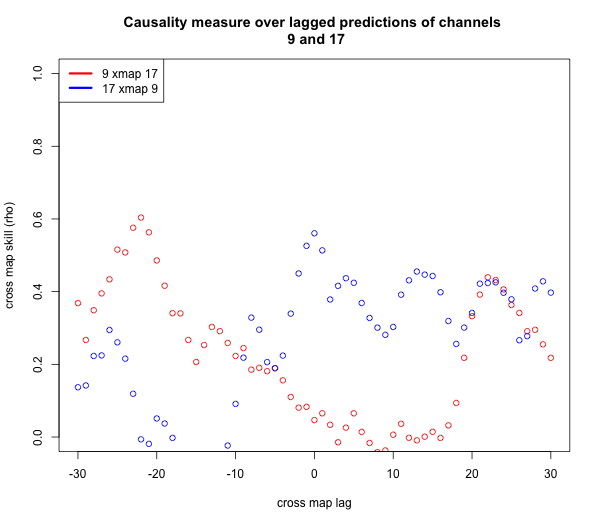 Causality measure over lagged predictions of channels
9 and 17
9 xmap 17
17 xmap 9
cross map skill (rho)
1.0
0.8
0.6
0.4
0.2
0.0
-30 -20 -10 0 10 20 30
cross map lag